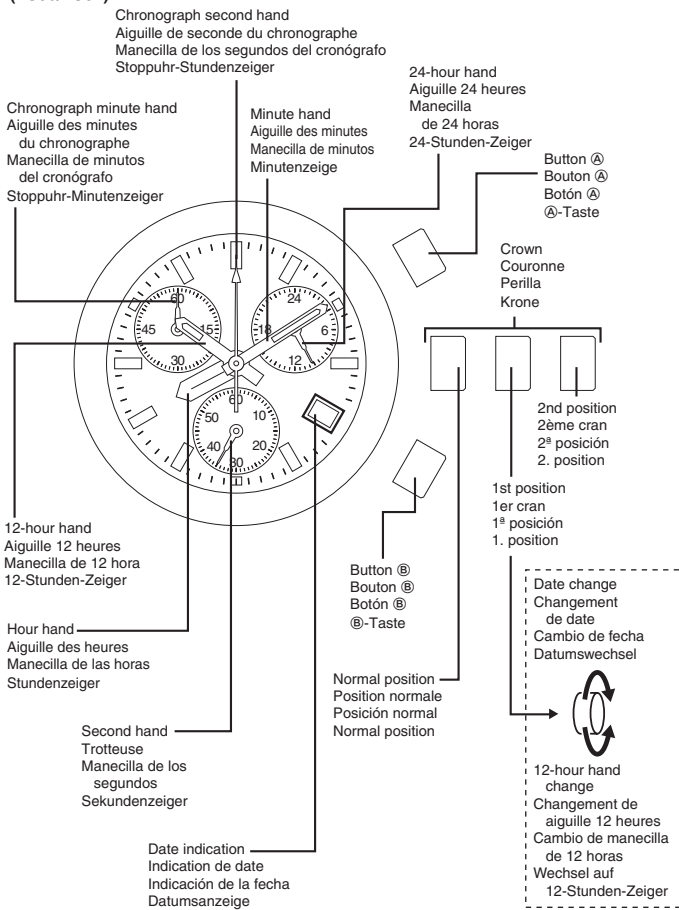 Chronograph second hand
Aiguille de seconde du chronographe
Manecilla de los segundos del cronógrafo
Stoppuhr-Stundenzeiger
24-hour hand
Aiguille 24 heures
Manecilla
de 24 horas
24-Stunden-Zeiger
Chronograph minute hand
Aiguille des minutes
du chronographe
Manecilla de minutos
del cronógrafo
Stoppuhr-Minutenzeiger
Minute hand
Aiguille des minutes
Manecilla de minutos
Minutenzeige
Button Ⓐ
Bouton Ⓐ
Botón Ⓐ
Ⓐ-Taste
Crown
Couronne
Perilla
Krone
60
45
15
30
24
18
6
12
60
50
10
40
20
30
2nd position
2ème cran
2ª posición
2. position
1st position
1er cran
1ª posición
1. position
12-hour hand
Aiguille 12 heures
Manecilla de 12 hora
12-Stunden-Zeiger
Button Ⓑ
Bouton Ⓑ
Botón Ⓑ
Ⓑ-Taste
Date change
Changement
de date
Cambio de fecha
Datumswechsel
Hour hand
Aiguille des heures
Manecilla de las horas
Stundenzeiger
Normal position
Position normale
Posición normal
Normal position
Second hand
Trotteuse
Manecilla de los
segundos
Sekundenzeiger
12-hour hand
change
Changement de
aiguille 12 heures
Cambio de manecilla
de 12 horas
Wechsel auf
12-Stunden-Zeiger
Date indication
Indication de date
Indicación de la fecha
Datumsanzeige